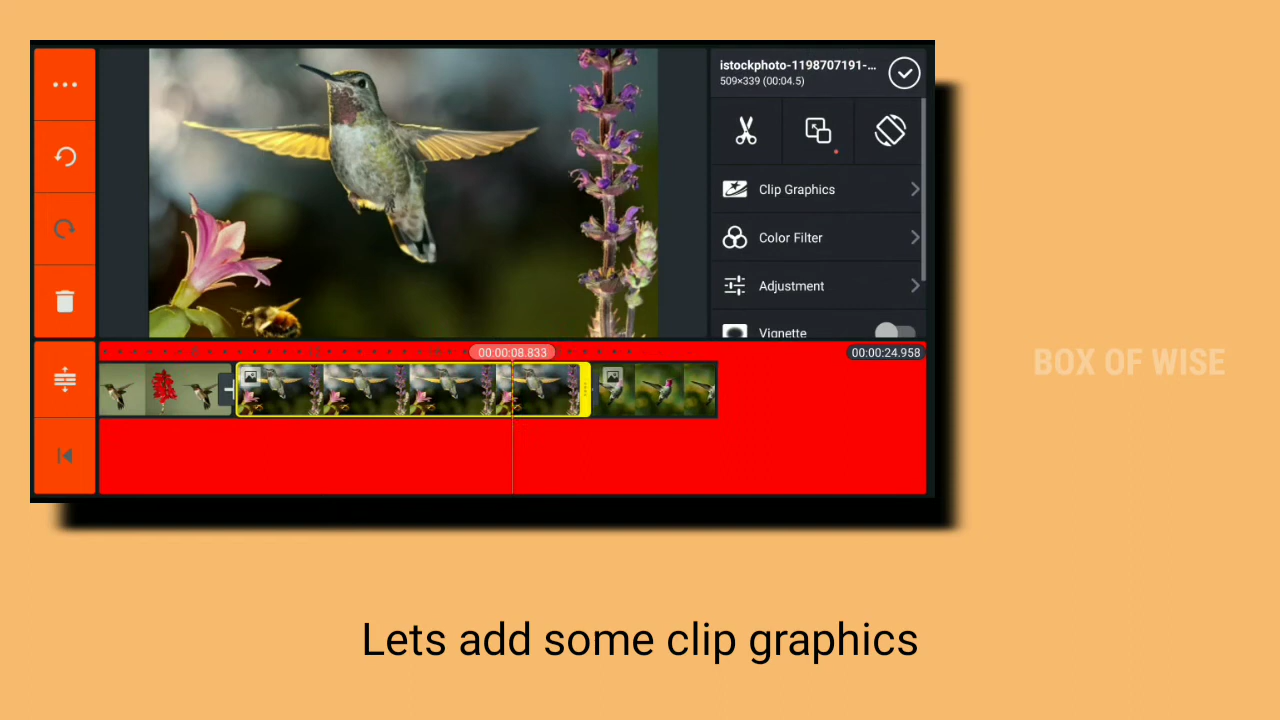 istockphoto-1198707191-...
509×339 (00:04.5)
Clip Graphics
Color Filter
Adjustment
Vignette
00:00:08.833
00:00:24.958
BOX OF WISE
Lets add some clip graphics